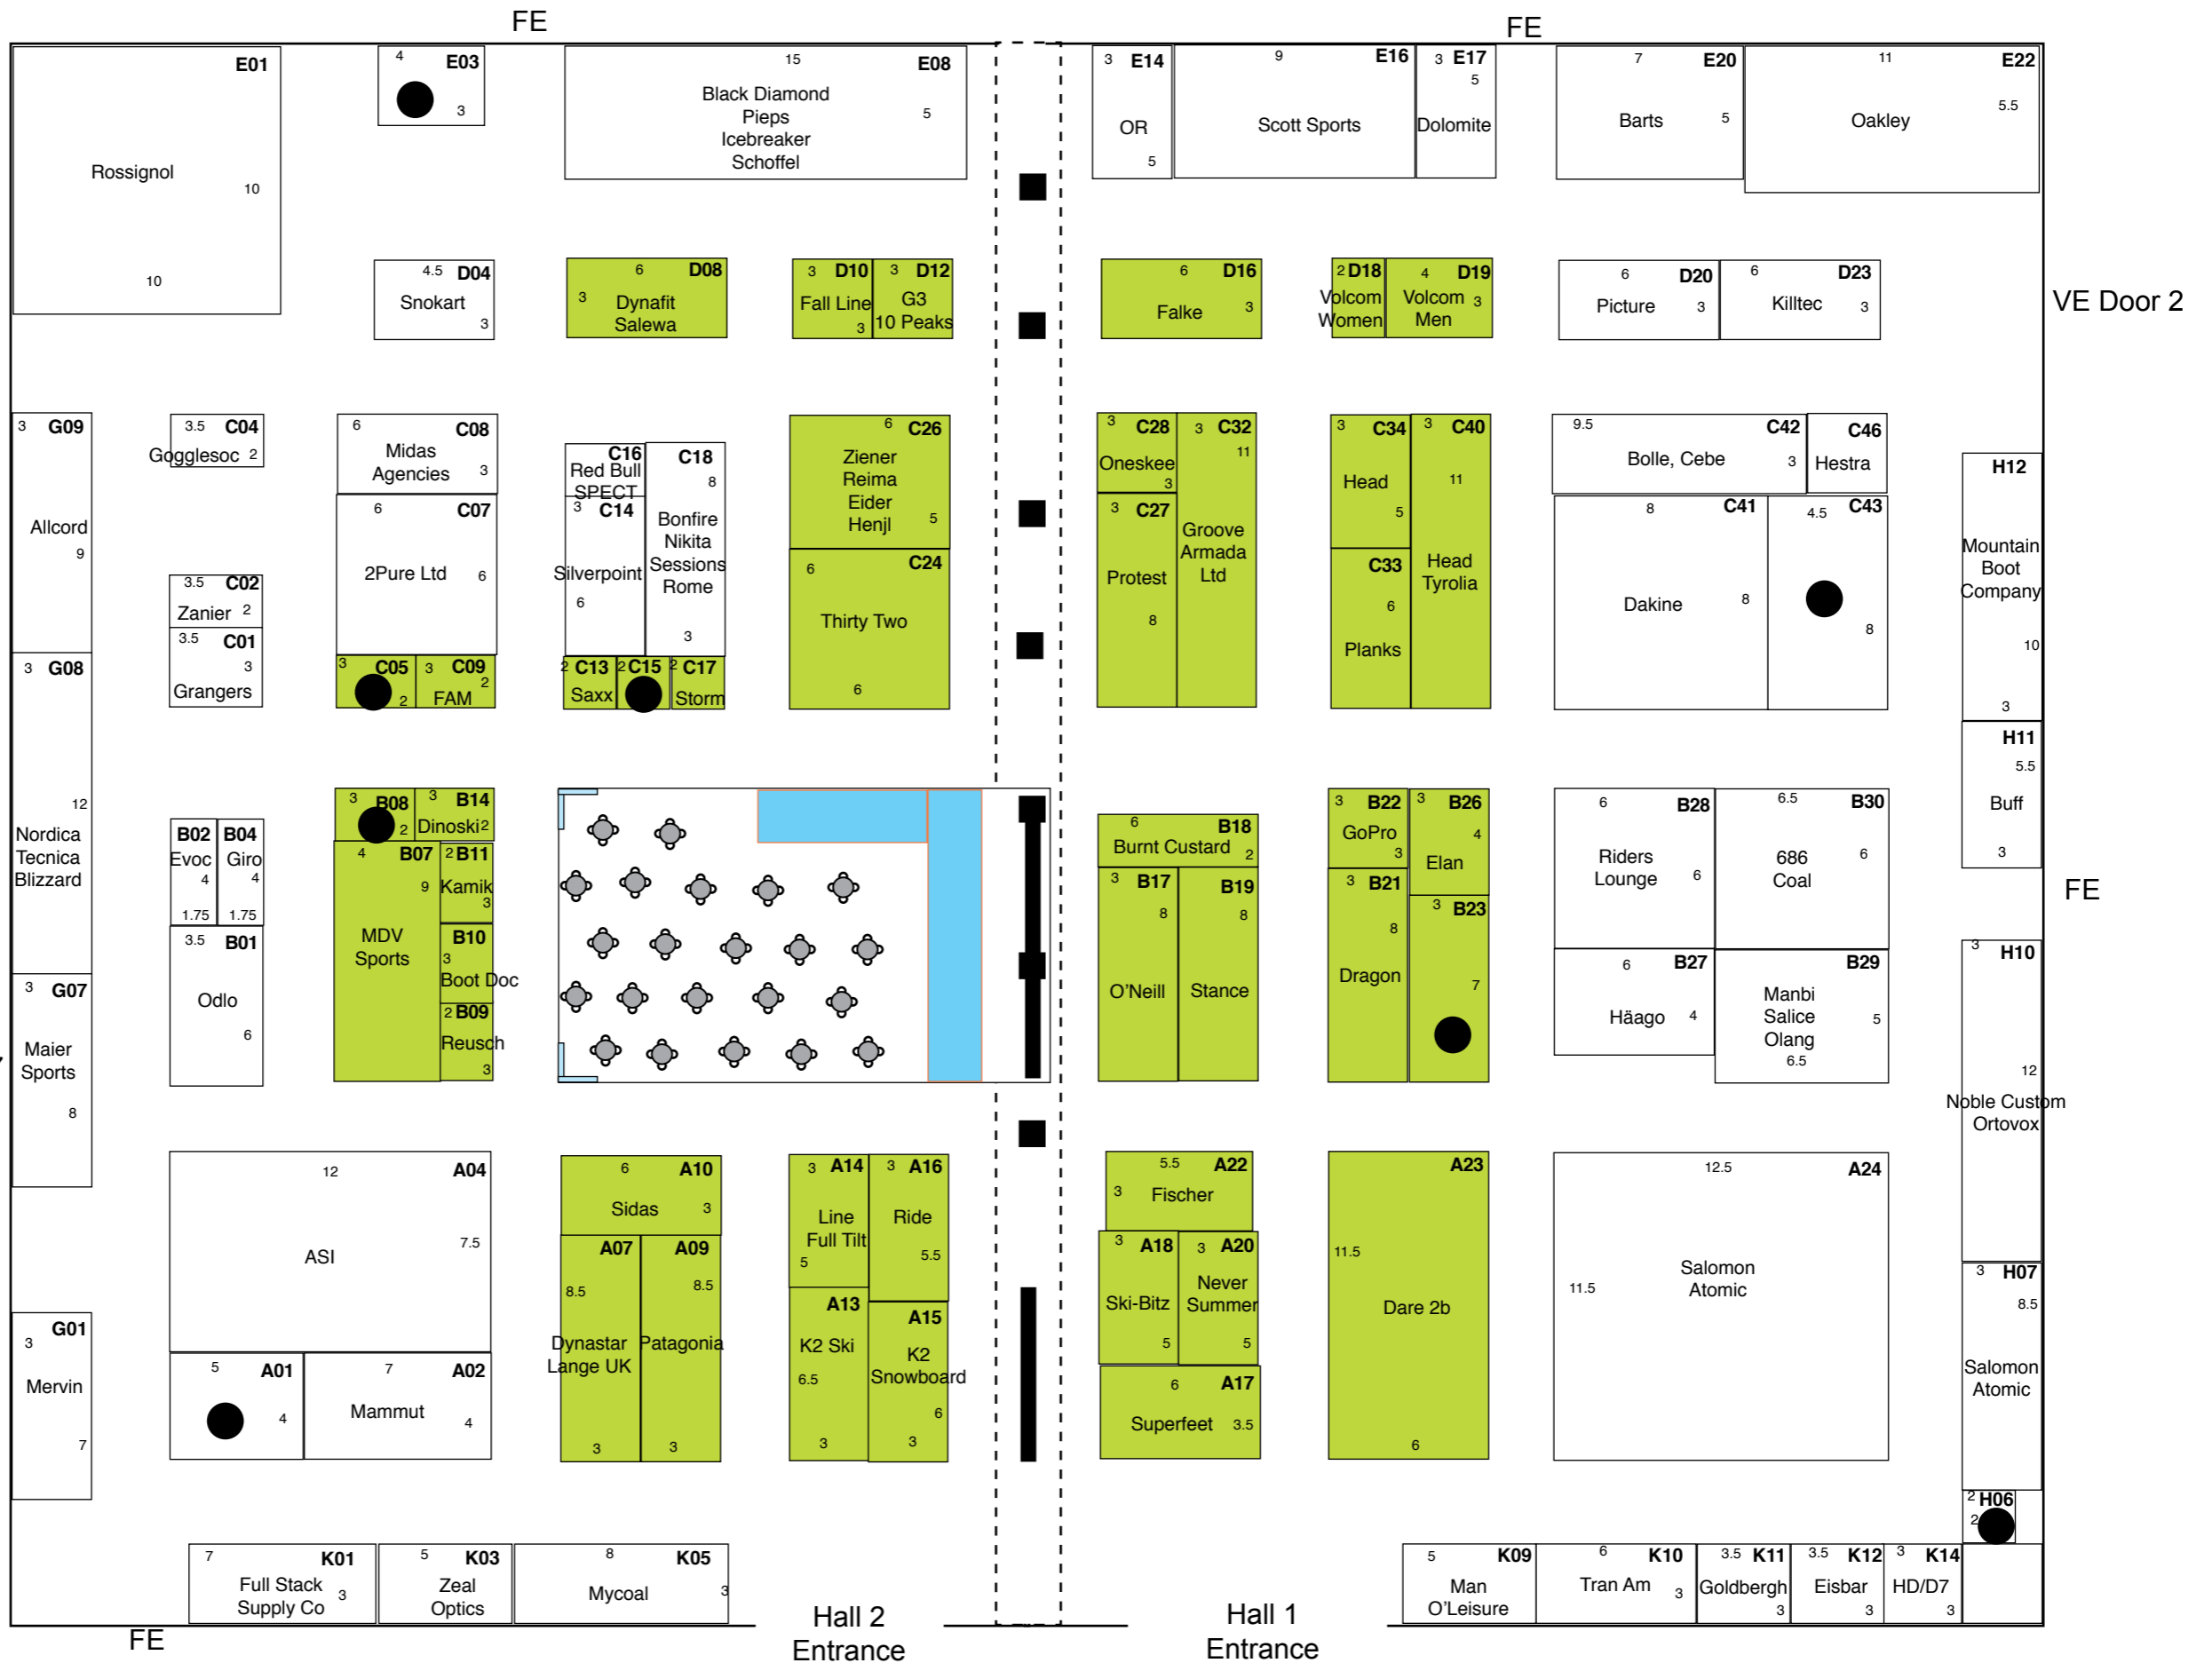 FE
FE
E01
Rossignol
10
10
4
E03
3
15
E08
Black Diamond
Pieps
Icebreaker
Schoffel
5
3
E14
OR
5
9
E16
Scott Sports
3
E17
5
Dolomite
7
E20
Barts
5
11
E22
5.5
Oakley
4.5
D04
Snokart
3
6
D08
3
Dynafit
Salewa
3
D10
Fall Line
3
3
D12
G3
10 Peaks
6
D16
Falke
3
2
D18
Volcom
Women
4
D19
Volcom
Men
3
6
D20
Picture
3
6
D23
Killtec
3
VE Door 2
3
G09
Allcord
9
3.5
C04
Gogglesoc
2
6
C08
Midas
Agencies
3
C16
Red Bull
SPECT
C18
8
Bonfire
Nikita
Sessions
Rome
3
6
C26
Ziener
Reima
Eider
Henjl
5
3
C28
Oneskee
3
3
C32
11
Groove
Armada
Ltd
3
C34
Head
5
3
C40
11
Head
Tyrolia
9.5
C42
Bolle, Cebe
3
C46
Hestra
H12
Mountain
Boot
Company
10
3
6
C07
2Pure Ltd
6
3
C14
Silverpoint
6
3
C27
Protest
8
8
C41
Dakine
8
4.5
C43
8
3.5
C02
Zanier
2
3.5
C01
3
Grangers
6
C24
Thirty Two
6
C33
6
Planks
3
G08
12
Nordica
Tecnica
Blizzard
3
C05
2
3
C09
2
FAM
2
C13
Saxx
2
C15
2
C17
Storm
H11
5.5
Buff
3
3
B08
2
3
B14
Dinoski
2
B02
Evoc
4
1.75
B04
Giro
4
1.75
4
B07
9
MDV
Sports
2
B11
Kamik
3
B10
3
Boot Doc
2
B09
Reusch
3
6
B18
Burnt Custard
2
3
B17
8
O'Neill
B19
8
Stance
3
B22
GoPro
3
3
B26
4
Elan
3
B21
8
Dragon
3
B23
7
6
B28
Riders
Lounge
6
6.5
B30
686
Coal
6
FE
3.5
B01
Odlo
6
6
B27
Häago
4
B29
Manbi
Salice
Olang
5
6.5
3
H10
12
Noble Custom
Ortovox
3
G07
Maier
Sports
8
12
A04
ASI
7.5
6
A10
Sidas
3
3
A14
Line
Full Tilt
5
3
A16
Ride
5.5
5.5
A22
3
Fischer
A23
11.5
Dare 2b
6
12.5
A24
11.5
Salomon
Atomic
A07
8.5
Dynastar
Lange UK
3
A09
8.5
Patagonia
3
A13
K2 Ski
6.5
3
A15
K2
Snowboard
6
3
3
A18
Ski-Bitz
5
3
A20
Never
Summer
5
3
H07
8.5
Salomon
Atomic
3
G01
Mervin
7
5
A01
4
7
A02
Mammut
4
6
A17
Superfeet
3.5
2
H06
2
7
K01
Full Stack
Supply Co
3
5
K03
Zeal
Optics
8
K05
Mycoal
3
5
K09
Man
O'Leisure
6
K10
Tran Am
3
3.5
K11
Goldbergh
3
3.5
K12
Eisbar
3
3
K14
HD/D7
3
FE
Hall 2
Entrance
Hall 1
Entrance